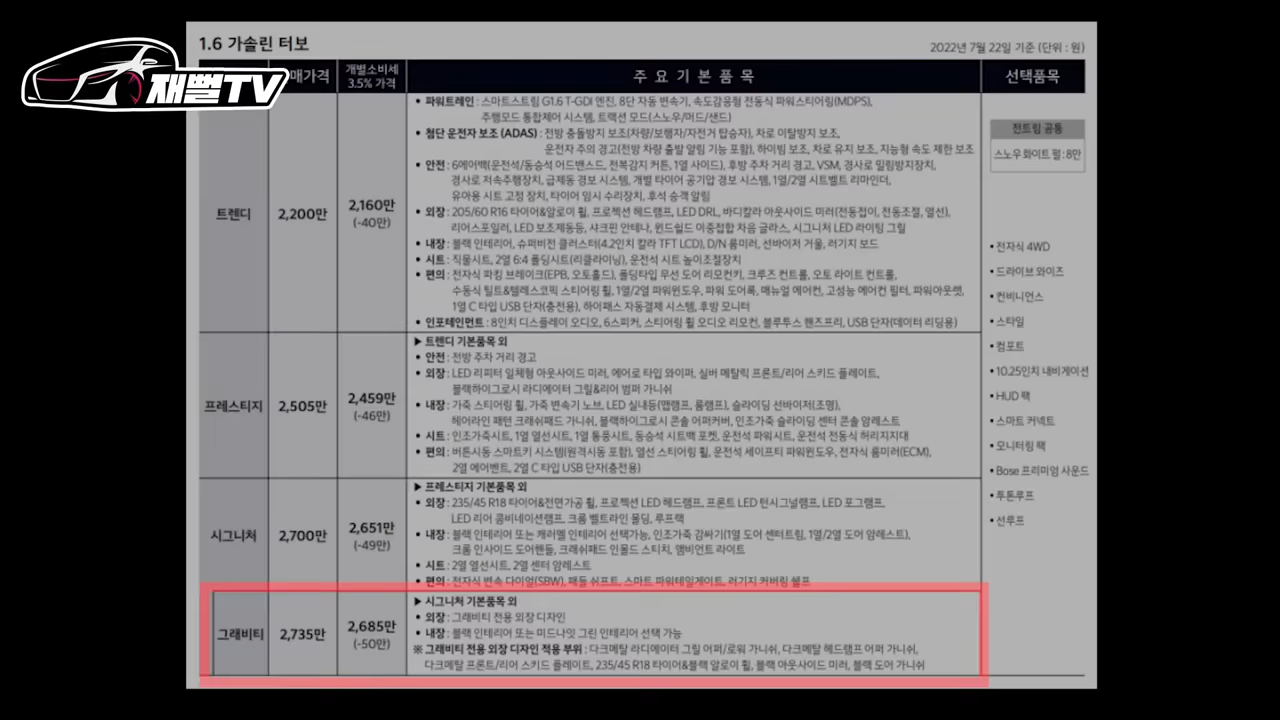 1.6 가솔린 터보
2022년 7월 22일 기준 (단위 : 원)
재뻘TV
매가격
개별소비세
3.5% 가격
주요기본품목
선택품목
트렌디
2,200만
2,160만
(-40만)
• 파워트레인 : 스마트스트림 G1.6 T-GDI 엔진, 8단 자동 변속기, 속도감응형 전동식 파워스티어링(MDPS),
주행모드 통합제어 시스템, 트랙션 모드(스노우/머드/샌드)
• 첨단 운전자 보조 (ADAS) : 전방 충돌방지 보조(차량/보행자/자전거 탑승자), 차로 이탈방지 보조,
운전자 주의 경고(전방 차량 출발 알림 기능 포함), 하이빔 보조, 차로 유지 보조, 지능형 속도 제한 보조
• 안전 : 6에어백(운전석/동승석 어드밴스드, 전복감지 커튼, 1열 사이드), 후방 주차 거리 경고, VSM, 경사로 밀림방지장치,
경사로 저속주행장치, 급제동 경보 시스템, 개별 타이어 공기압 경보 시스템, 1열/2열 시트벨트 리마인더,
유아용 시트 고정 장치, 타이어 임시 수리장치, 후석 승객 알림
• 외장 : 205/60 R16 타이어&알로이 휠, 프로젝션 헤드램프, LED DRL, 바디칼라 아웃사이드 미러(전동접이, 전동조절, 열선),
리어스포일러, LED 보조제동등, 샤크핀 안테나, 윈드쉴드 이중접합 차음 글라스, 시그니처 LED 라이팅 그릴
• 내장 : 블랙 인테리어, 슈퍼비전 클러스터(4.2인치 칼라 TFT LCD), D/N 룸미러, 선바이저 거울, 러기지 보드
• 시트 : 직물시트, 2열 6:4 폴딩시트(리클라이닝), 운전석 시트 높이조절장치
• 편의 : 전자식 파킹 브레이크(EPB, 오토홀드), 폴딩타입 무선 도어 리모컨키, 크루즈 컨트롤, 오토 라이트 컨트롤,
수동식 틸트&텔레스코픽 스티어링 휠, 1열/2열 파워윈도우, 파워 도어록, 매뉴얼 에어컨, 고성능 에어컨 필터, 파워아웃렛,
1열 C 타입 USB 단자(충전용), 하이패스 자동결제 시스템, 후방 모니터
• 인포테인먼트 : 8인치 디스플레이 오디오, 6스피커, 스티어링 휠 오디오 리모컨, 블루투스 핸즈프리, USB 단자(데이터 리딩용)
프레스티지
2,505만
2,459만
(-46만)
▶ 트렌디 기본품목 외
• 안전 : 전방 주차 거리 경고
• 외장 : LED 리피터 일체형 아웃사이드 미러, 에어로 타입 와이퍼, 실버 메탈릭 프론트/리어 스키드 플레이트,
블랙하이그로시 라디에이터 그릴&리어 범퍼 가니쉬
• 내장 : 가죽 스티어링 휠, 가죽 변속기 노브, LED 실내등(맵램프, 룸램프), 슬라이딩 선바이저(조명),
헤어라인 패턴 크래쉬패드 가니쉬, 블랙하이그로시 콘솔 어퍼커버, 인조가죽 슬라이딩 센터 콘솔 암레스트
• 시트 : 인조가죽시트, 1열 열선시트, 1열 통풍시트, 동승석 시트백 포켓, 운전석 파워시트, 운전석 전동식 허리지지대
• 편의 : 버튼시동 스마트키 시스템(원격시동 포함), 열선 스티어링 휠, 운전석 세이프티 파워윈도우, 전자식 룸미러(ECM),
2열 에어벤트, 2열 C 타입 USB 단자(충전용)
시그니처
2,700만
2,651만
(-49만)
▶ 프레스티지 기본품목 외
• 외장 : 235/45 R18 타이어&전면가공 휠, 프로젝션 LED 헤드램프, 프론트 LED 턴시그널램프, LED 포그램프,
LED 리어 콤비네이션램프, 크롬 벨트라인 몰딩, 루프랙
• 내장 : 블랙 인테리어 또는 캐러멜 인테리어 선택가능, 인조가죽 감싸기(1열 도어 센터트림, 1열/2열 도어 암레스트),
크롬 인사이드 도어핸들, 크래쉬패드 인몰드 스티치, 앰비언트 라이트
• 시트 : 2열 열선시트, 2열 센터 암레스트
• 편의 : 전자식 변속 다이얼(SBW), 패들 쉬프트, 스마트 파워테일게이트, 러기지 커버링 쉘프
그래비티
2,735만
2,685만
(-50만)
▶ 시그니처 기본품목 외
• 외장 : 그래비티 전용 외장 디자인
• 내장 : 블랙 인테리어 또는 미드나잇 그린 인테리어 선택 가능
※ 그래비티 전용 외장 디자인 적용 부위 : 다크메탈 라디에이터 그릴 어퍼/로워 가니쉬, 다크메탈 헤드램프 어퍼 가니쉬,
다크메탈 프론트/리어 스키드 플레이트, 235/45 R18 타이어&블랙 알로이 휠, 블랙 아웃사이드 미러, 블랙 도어 가니쉬
전트림 공통
스노우 화이트 펄 : 8만
• 전자식 4WD
• 드라이브 와이즈
• 컨비니언스
• 스타일
• 컴포트
• 10.25인치 내비게이션
• HUD 팩
• 스마트 커넥트
• 모니터링 팩
• Bose 프리미엄 사운드
• 투톤루프
• 선루프